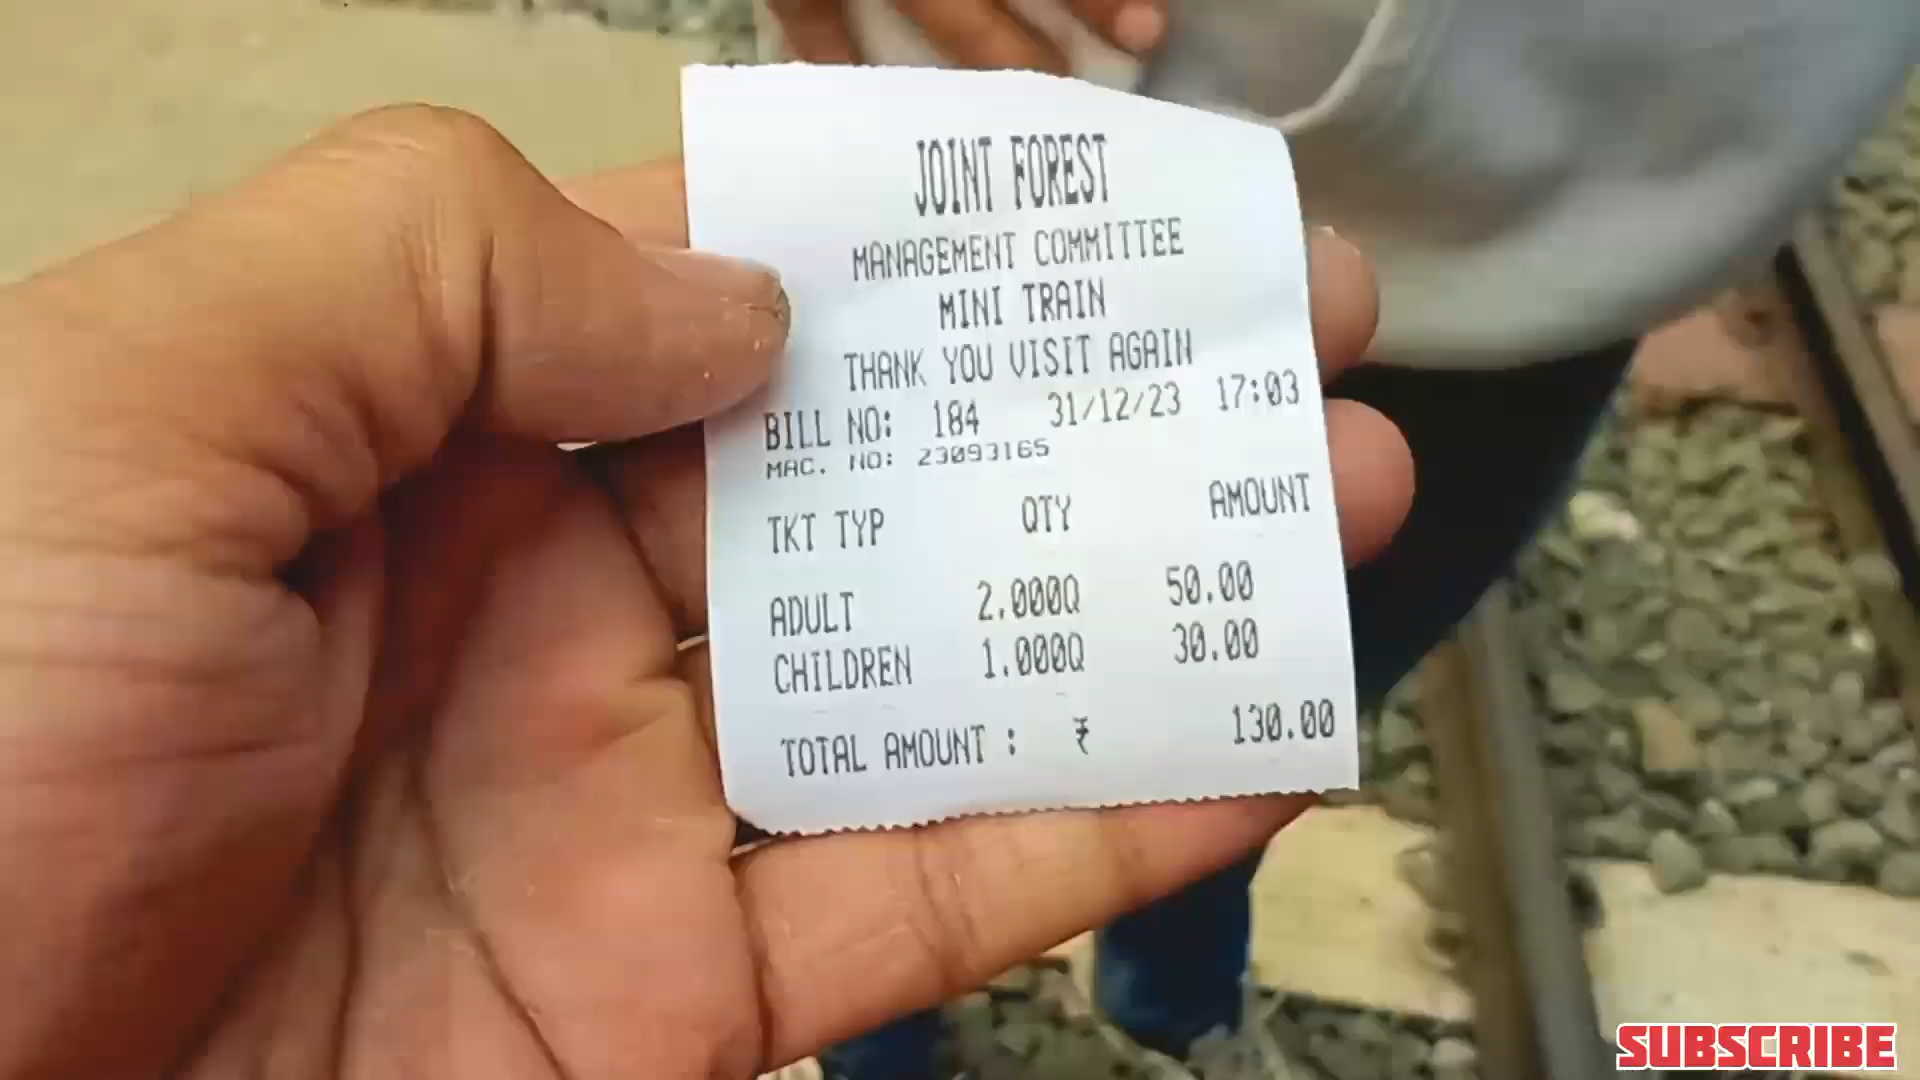 JOINT FOREST
MANAGEMENT COMMITTEE
MINI TRAIN
THANK YOU VISIT AGAIN
BILL NO: 184 31/12/23 17:03
MAC. NO: 23093165
TKT TYP QTY AMOUNT
ADULT 2.000Q 50.00
CHILDREN 1.000Q 30.00
TOTAL AMOUNT : ₹ 130.00
SUBSCRIBE